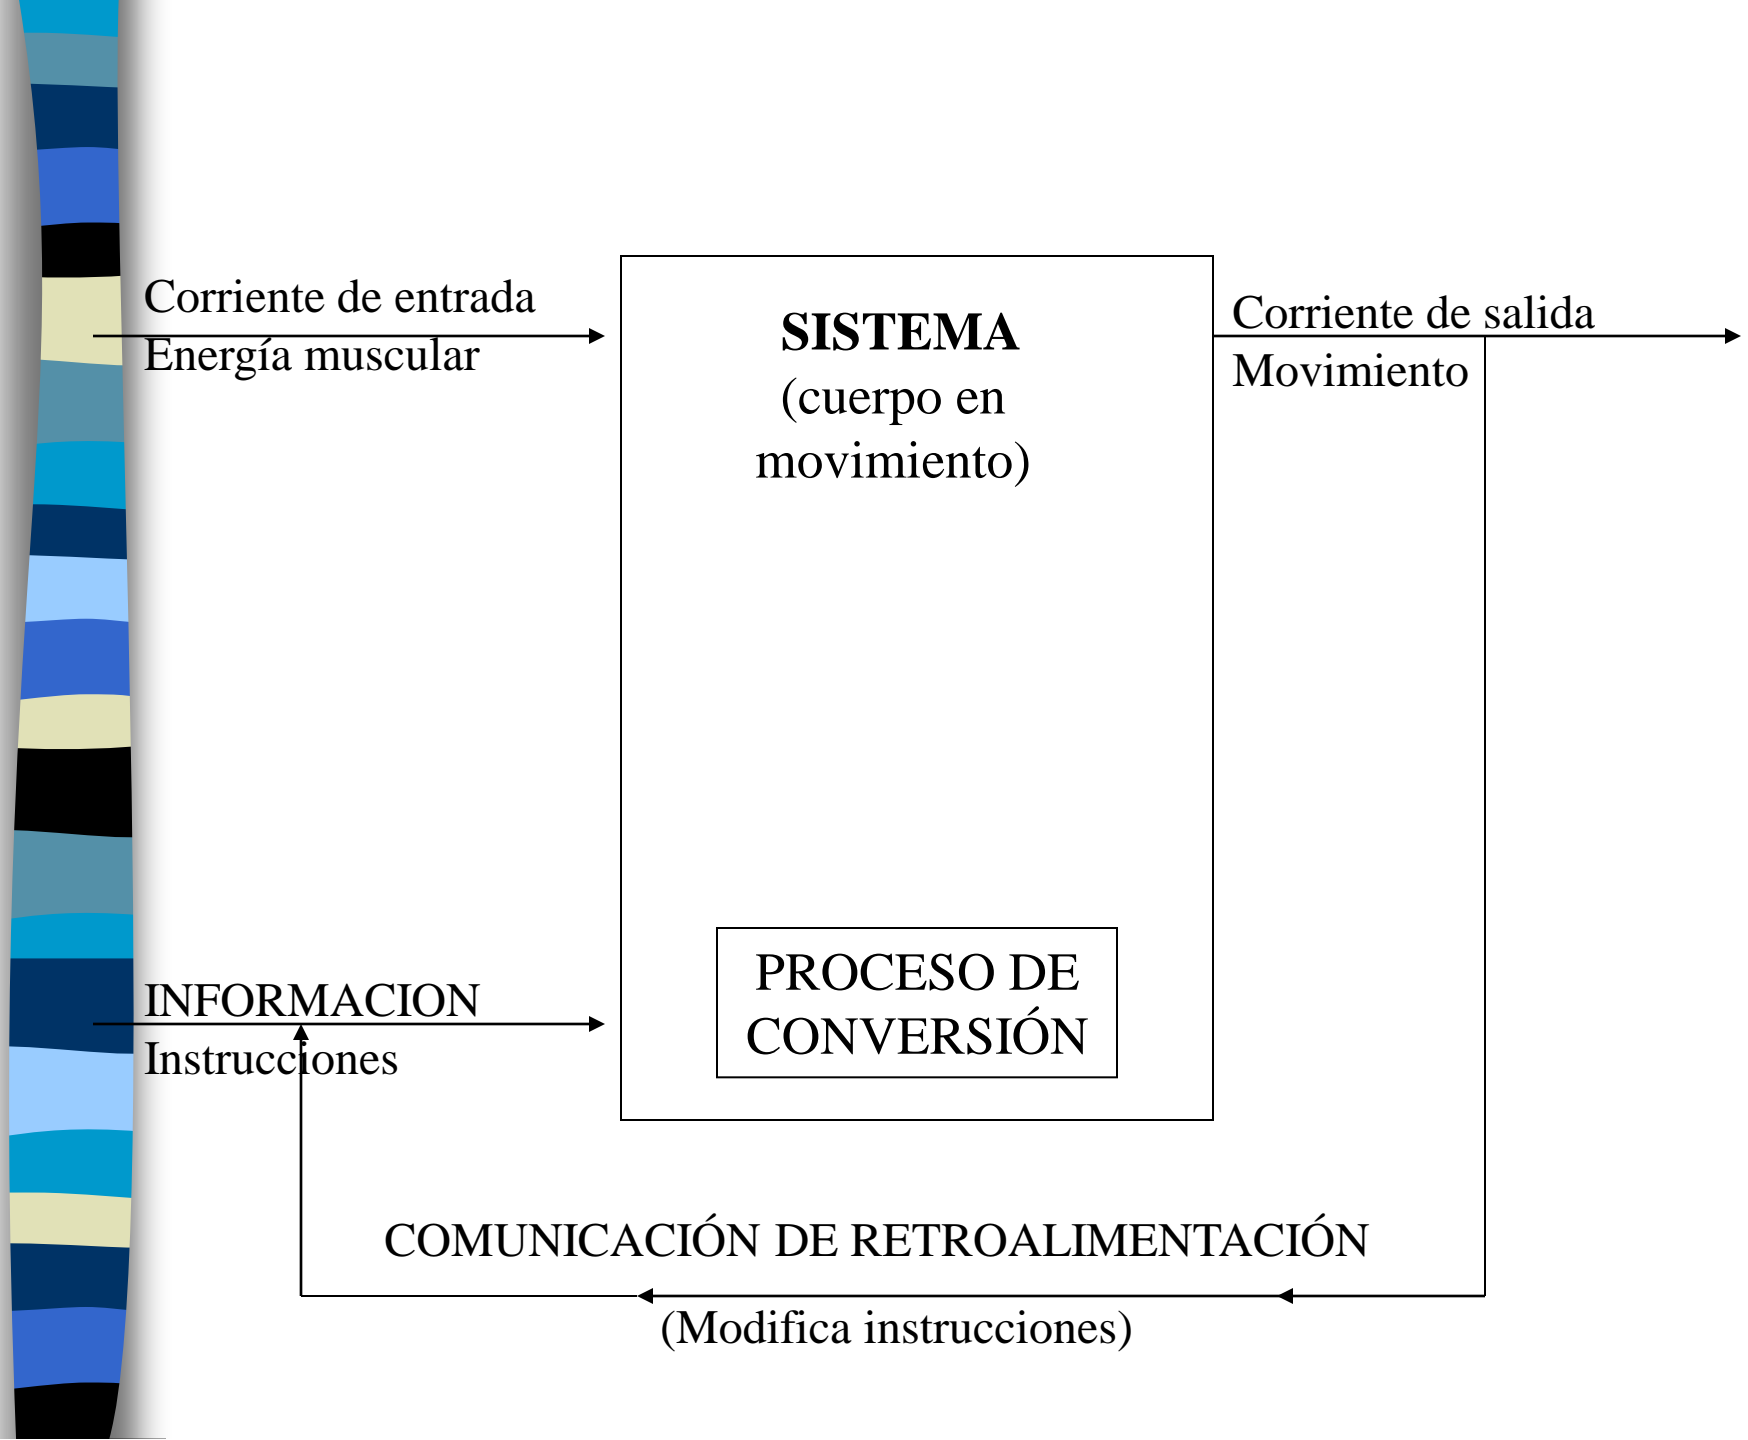 Corriente de entrada
Energía muscular
SISTEMA
(cuerpo en
movimiento)
Corriente de salida
Movimiento
INFORMACION
Instrucciones
PROCESO DE
CONVERSIÓN
COMUNICACIÓN DE RETROALIMENTACIÓN
(Modifica instrucciones)